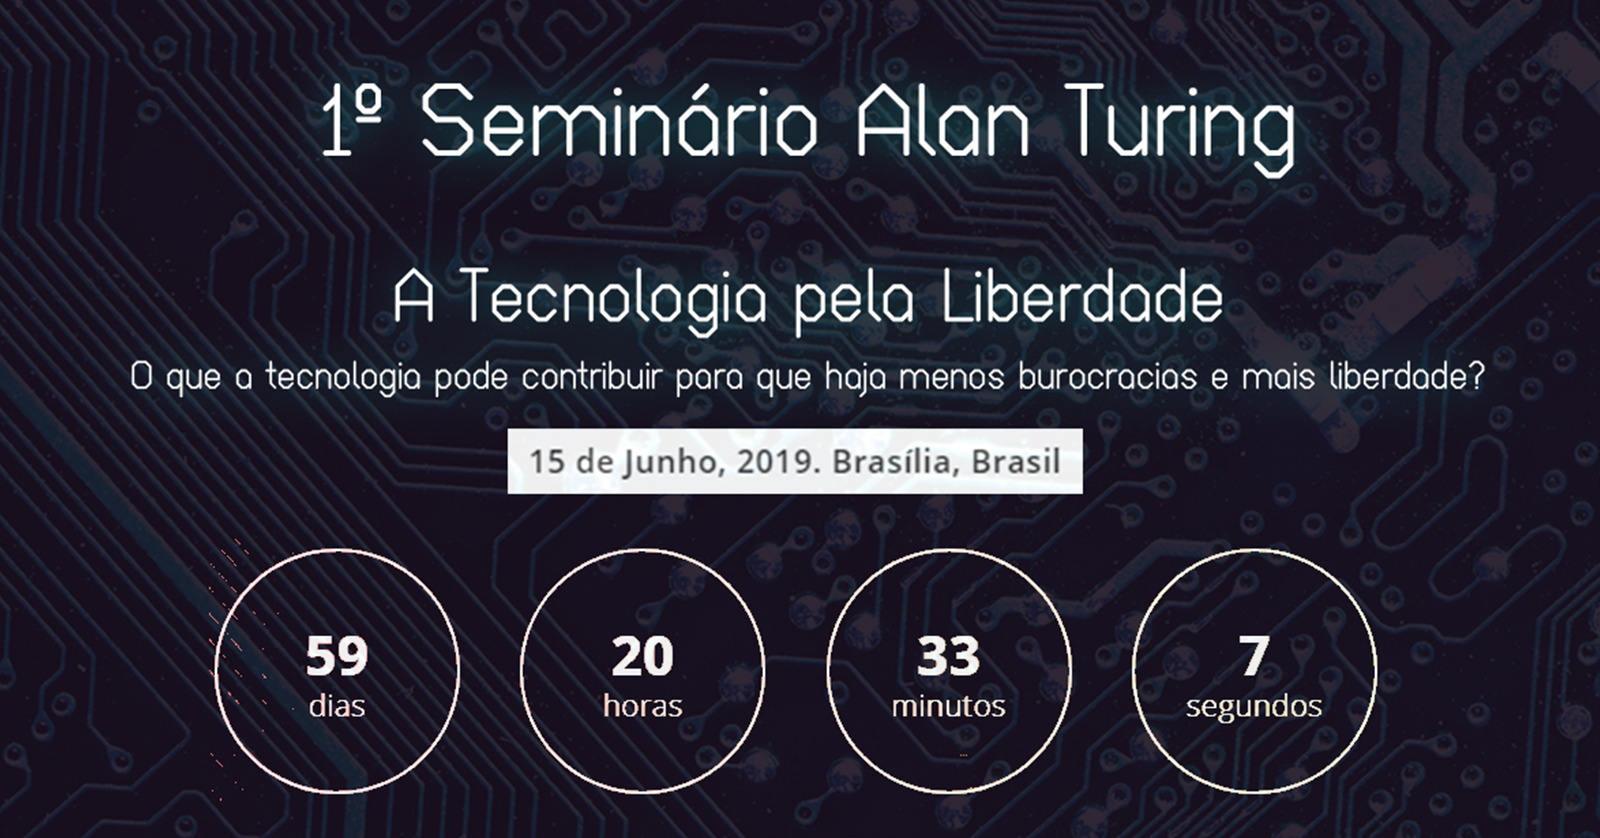 1º Seminário Alan Turing
A Tecnologia pela Liberdade
O que a tecnologia pode contribuir para que haja menos burocracias e mais liberdade?
15 de Junho, 2019. Brasília, Brasil
59 20 33 7
dias horas minutos segundos